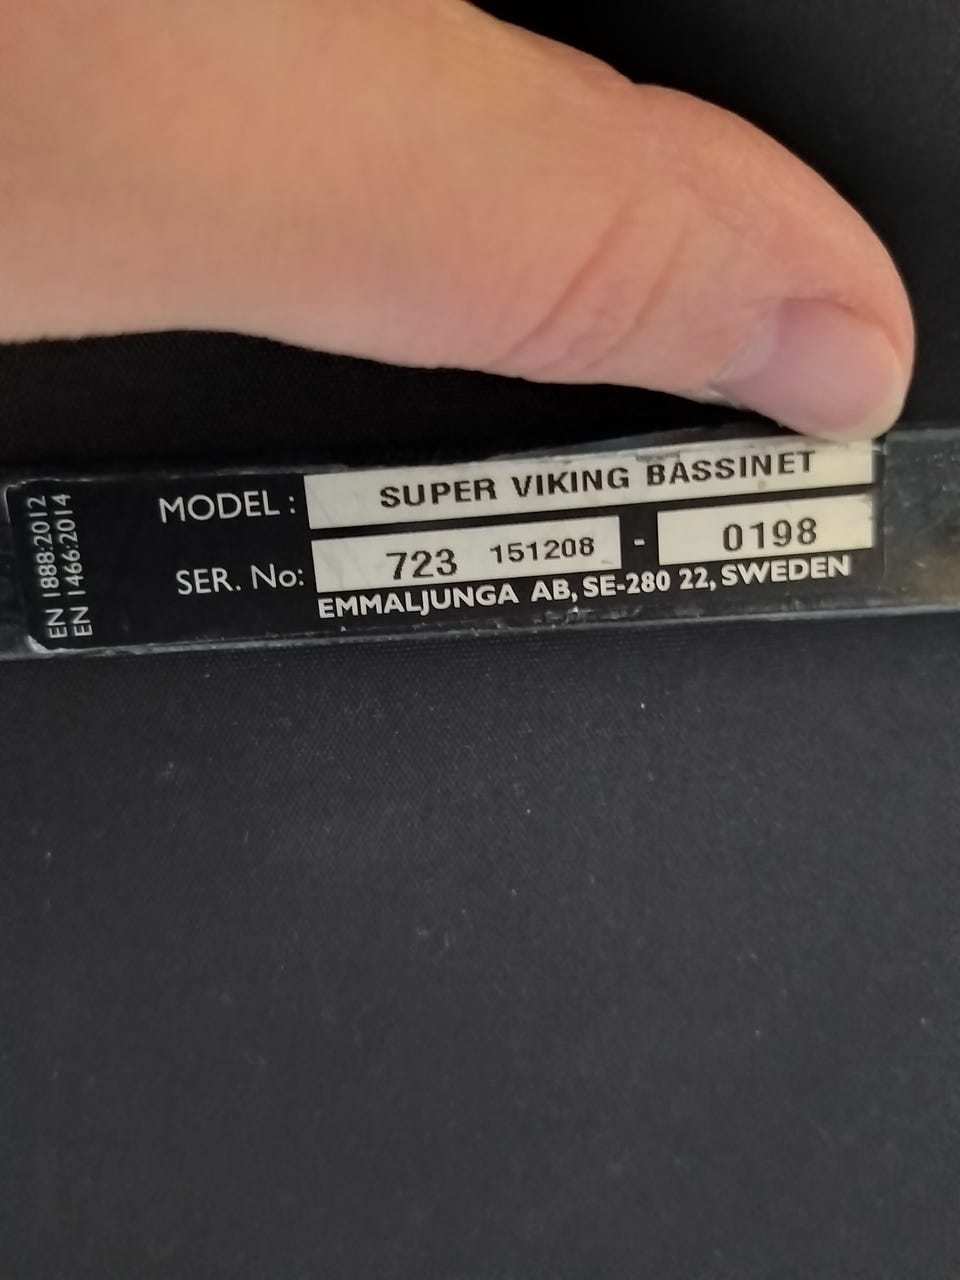 EN 1888:2012
EN 1466:2014
MODEL: SUPER VIKING BASSINET
SER. No: 723 151208 - 0198
EMMALJUNGA AB, SE-280 22, SWEDEN